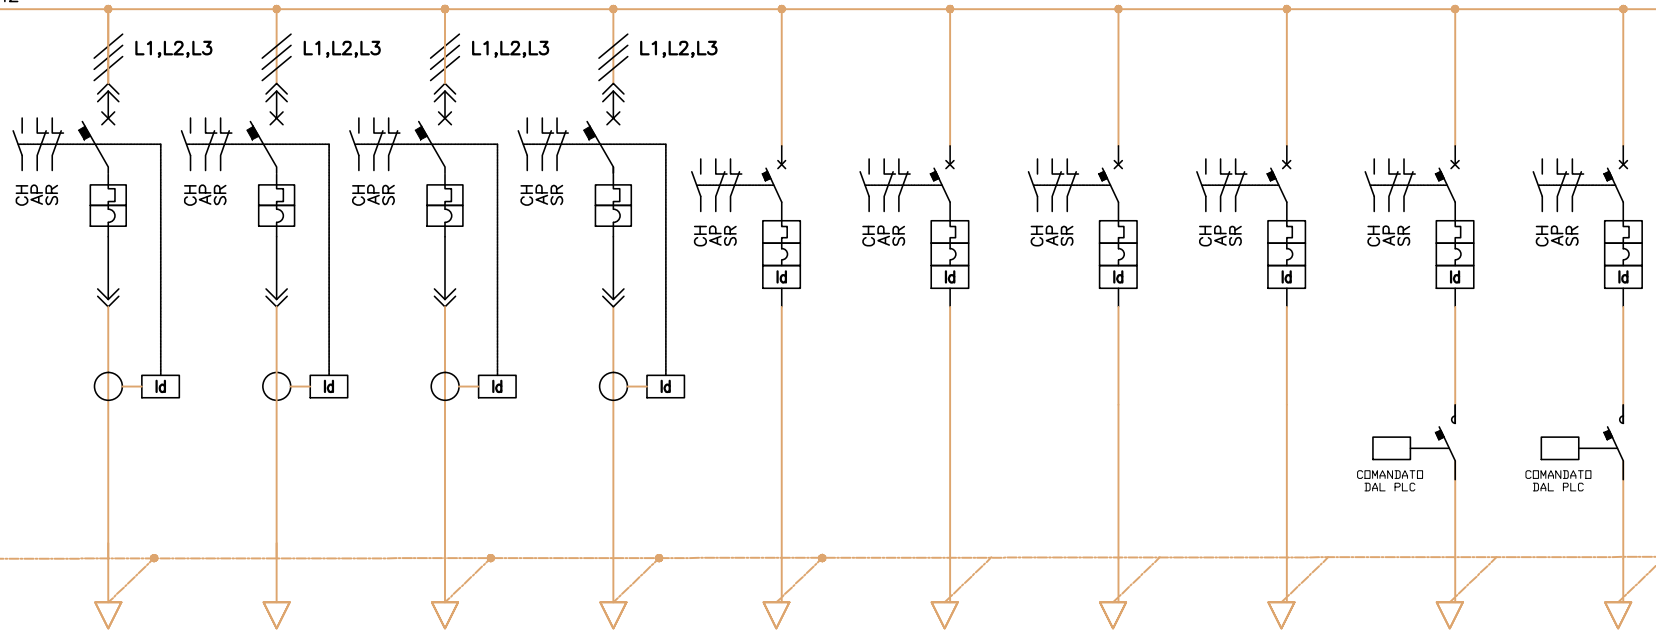 L1,L2,L3
L1,L2,L3
L1,L2,L3
L1,L2,L3
CH
AP
SR
CH
AP
SR
CH
AP
SR
CH
AP
SR
CH
AP
SR
CH
AP
SR
CH
AP
SR
CH
AP
SR
CH
AP
SR
CH
AP
SR
Id
Id
Id
Id
Id
Id
Id
Id
Id
Id
COMANDATO
DAL PLC
COMANDATO
DAL PLC